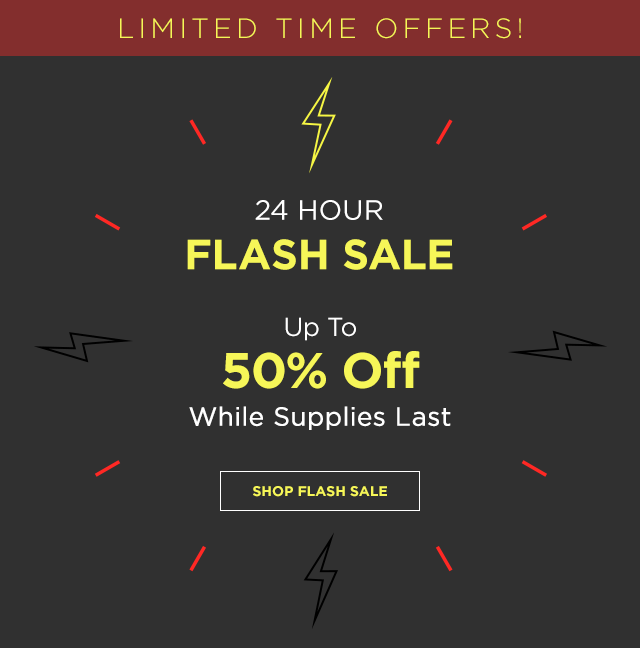 LIMITED TIME OFFERS!
24 HOUR
FLASH SALE
Up To
50% Off
While Supplies Last
SHOP FLASH SALE